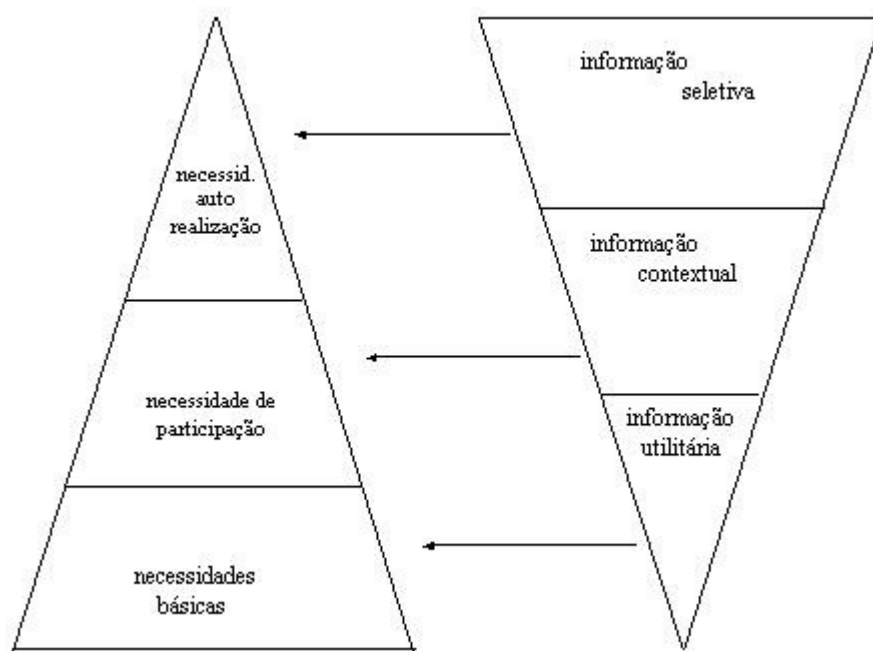 necessid.
auto
realização
necessidade de
participação
necessidades
básicas
informação
seletiva
informação
contextual
informação
utilitária